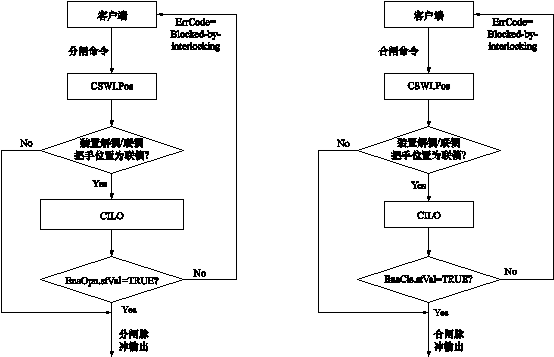 客户端
ErrCode=
Blocked-by-
interlocking
分闸命令
CSWI.Pos
装置解锁/联锁
把手位置为联锁?
No
Yes
CILO
EnaOpn.stVal=TRUE?
No
Yes
分闸脉
冲输出
客户端
ErrCode=
Blocked-by-
interlocking
合闸命令
CSWI.Pos
装置解锁/联锁
把手位置为联锁?
No
Yes
CILO
EnaCls.stVal=TRUE?
No
Yes
合闸脉
冲输出